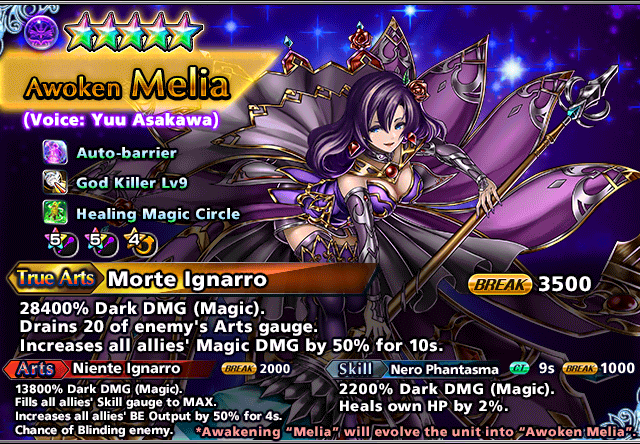 Awoken Melia
(Voice: Yuu Asakawa)
Auto-barrier
God Killer Lv9
Healing Magic Circle
5 5 4
True Arts Morte Ignarro BREAK 3500
28400% Dark DMG (Magic).
Drains 20 of enemy's Arts gauge.
Increases all allies' Magic DMG by 50% for 10s.
Arts Niente Ignarro BREAK 2000
13800% Dark DMG (Magic).
Fills all allies' Skill gauge to MAX.
Increases all allies' BE Output by 50% for 4s.
Chance of Blinding enemy.
Skill Nero Phantasma CT 9s BREAK 1000
2200% Dark DMG (Magic).
Heals own HP by 2%.
*Awakening “Melia” will evolve the unit into “Awoken Melia”.